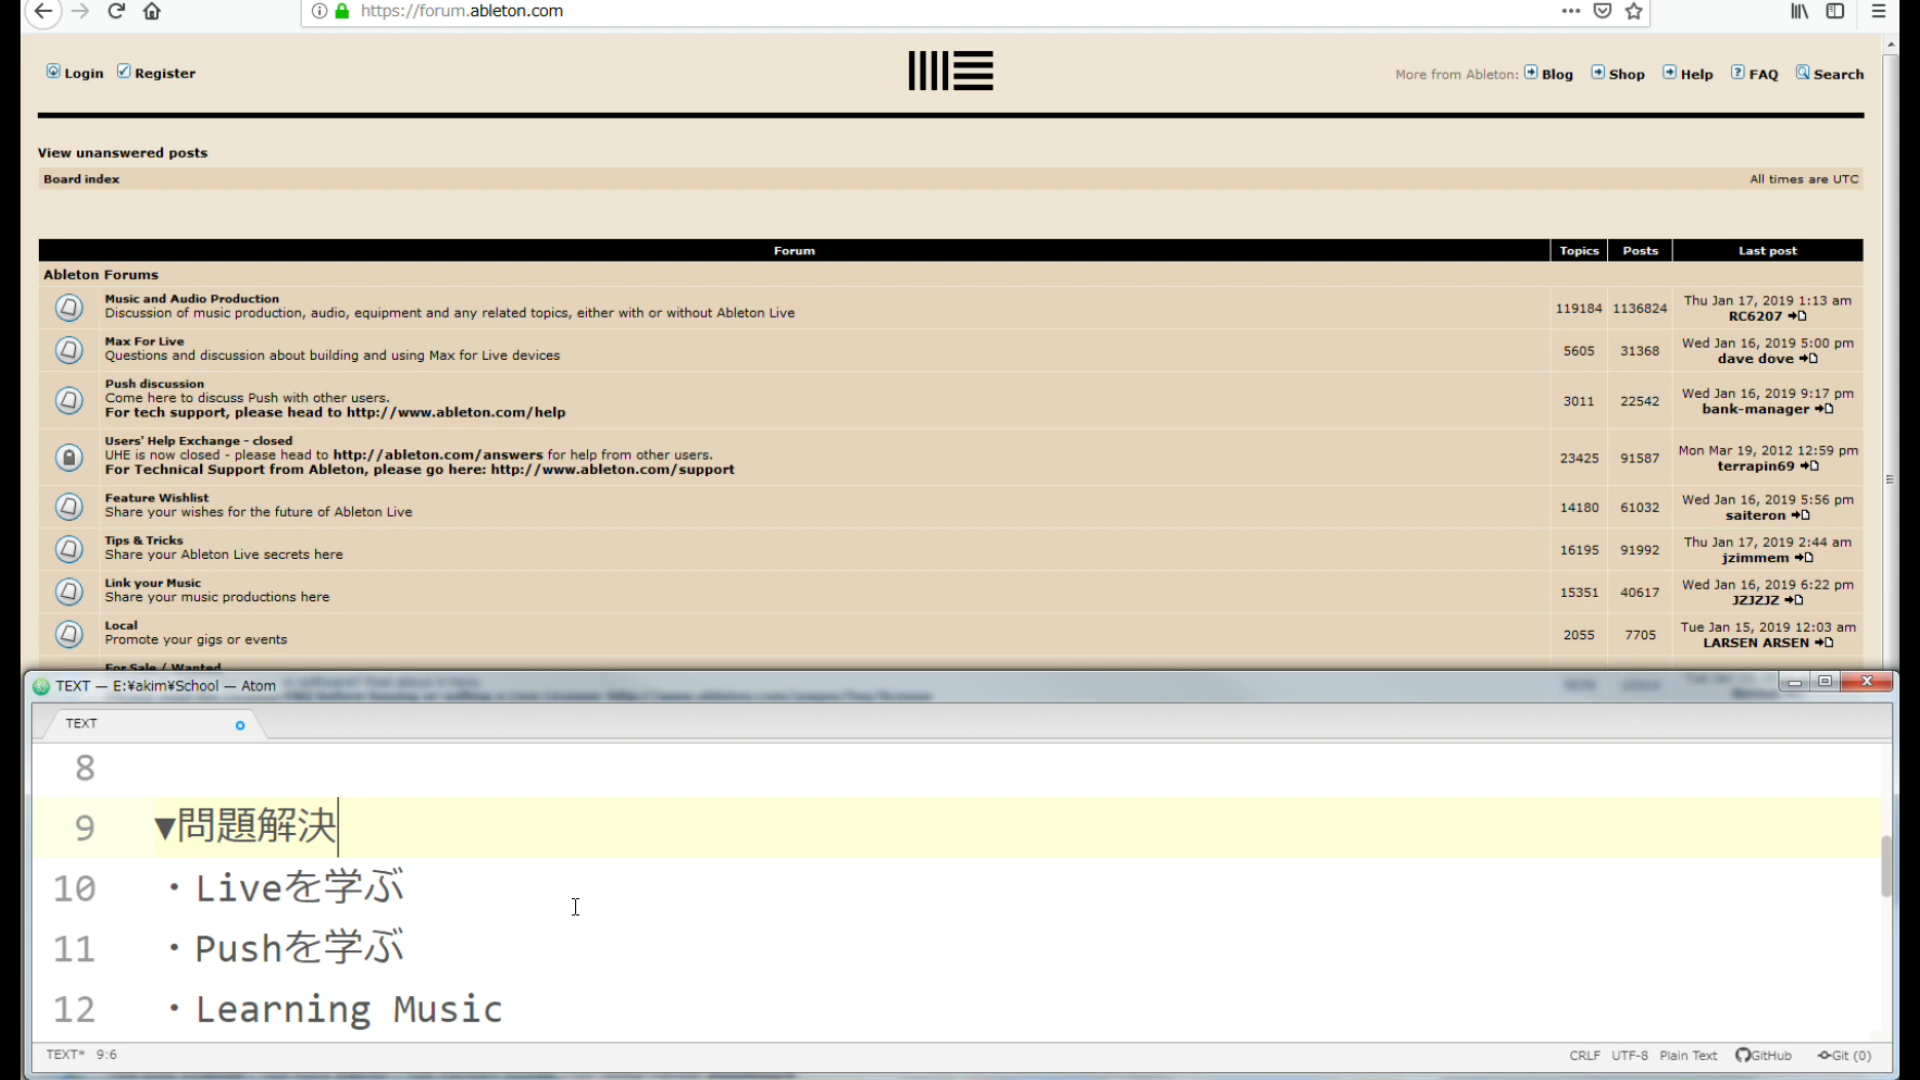 https://forum.ableton.com
Login Register
More from Ableton: Blog Shop Help FAQ Search
View unanswered posts
Board index All times are UTC
Forum Topics Posts Last post
Ableton Forums
Music and Audio Production
Discussion of music production, audio, equipment and any related topics, either with or without Ableton Live
119184 1136824 Thu Jan 17, 2019 1:13 am
RC6207
Max For Live
Questions and discussion about building and using Max for Live devices
5605 31368 Wed Jan 16, 2019 5:00 pm
dave dove
Push discussion
Come here to discuss Push with other users.
For tech support, please head to http://www.ableton.com/help
3011 22542 Wed Jan 16, 2019 9:17 pm
bank-manager
Users' Help Exchange - closed
UHE is now closed - please head to http://ableton.com/answers for help from other users.
For Technical Support from Ableton, please go here: http://www.ableton.com/support
23425 91587 Mon Mar 19, 2012 12:59 pm
terrapin69
Feature Wishlist
Share your wishes for the future of Ableton Live
14180 61032 Wed Jan 16, 2019 5:56 pm
saiteron
Tips & Tricks
Share your Ableton Live secrets here
16195 91992 Thu Jan 17, 2019 2:44 am
jzimmem
Link your Music
Share your music productions here
15351 40617 Wed Jan 16, 2019 6:22 pm
JZJZJZ
Local
Promote your gigs or events
2055 7705 Tue Jan 15, 2019 12:03 am
LARSEN ARSEN
For Sale / Wanted
TEXT — E:¥akim¥School — Atom
TEXT
8
9 ▼問題解決
10 ・Liveを学ぶ
11 ・Pushを学ぶ
12 ・Learning Music
TEXT* 9:6 CRLF UTF-8 Plain Text GitHub Git (0)